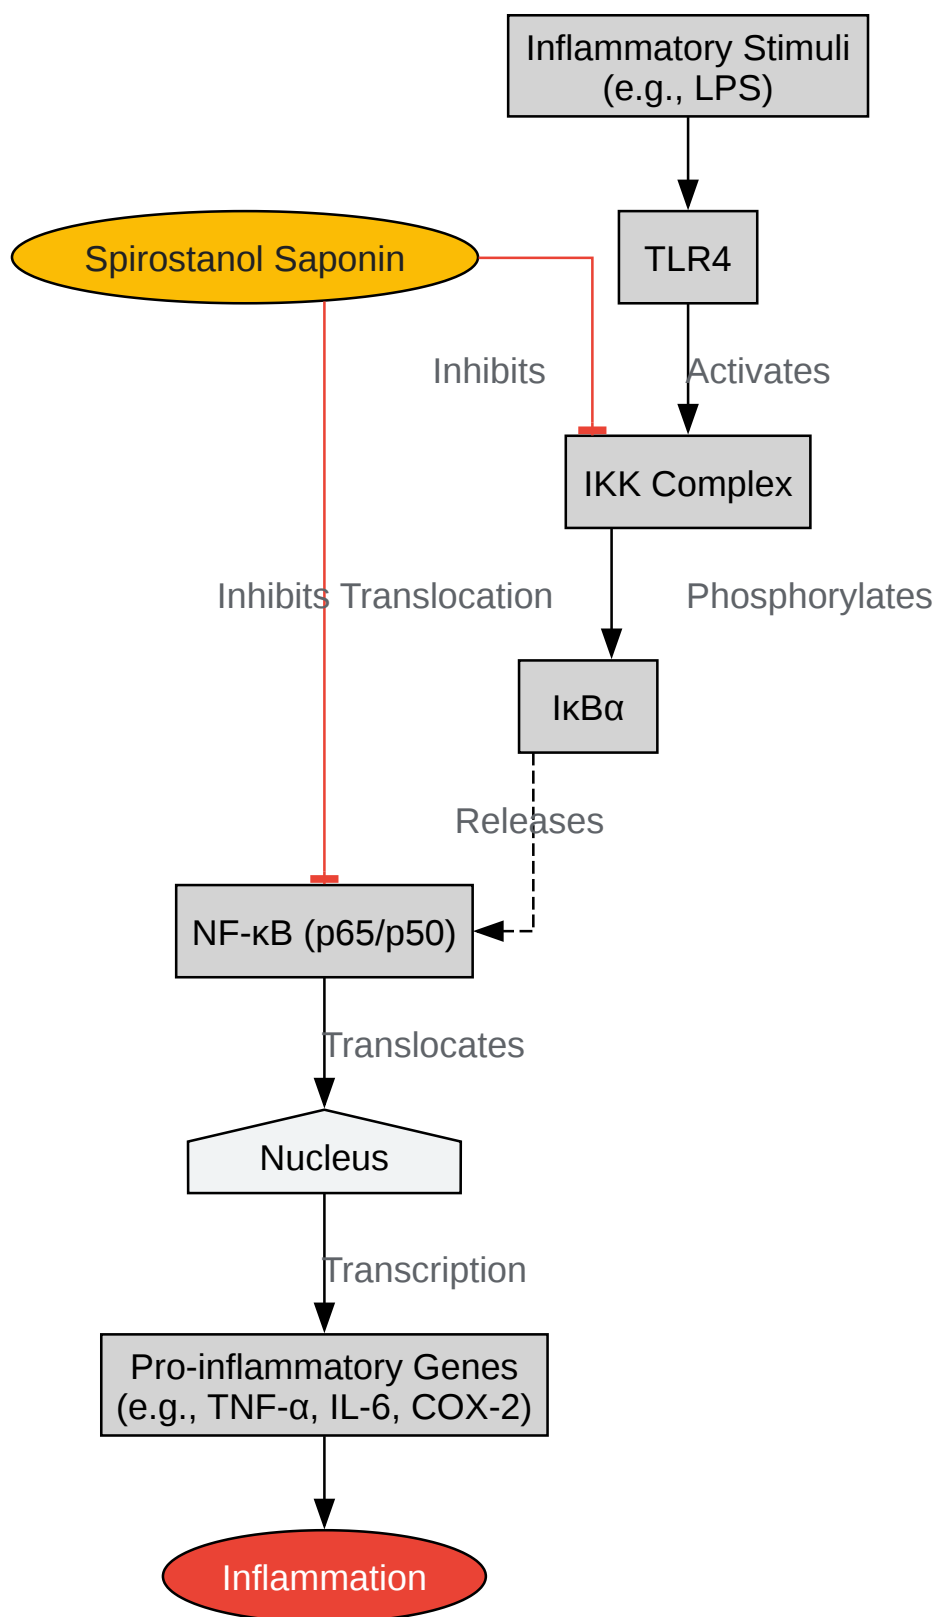 Inflammatory Stimuli
(e.g., LPS)
Spirostanol Saponin
TLR4
Inhibits
Activates
IKK Complex
Inhibits Translocation
Phosphorylates
IκBα
Releases
NF-κB (p65/p50)
Translocates
Nucleus
Transcription
Pro-inflammatory Genes
(e.g., TNF-α, IL-6, COX-2)
Inflammation